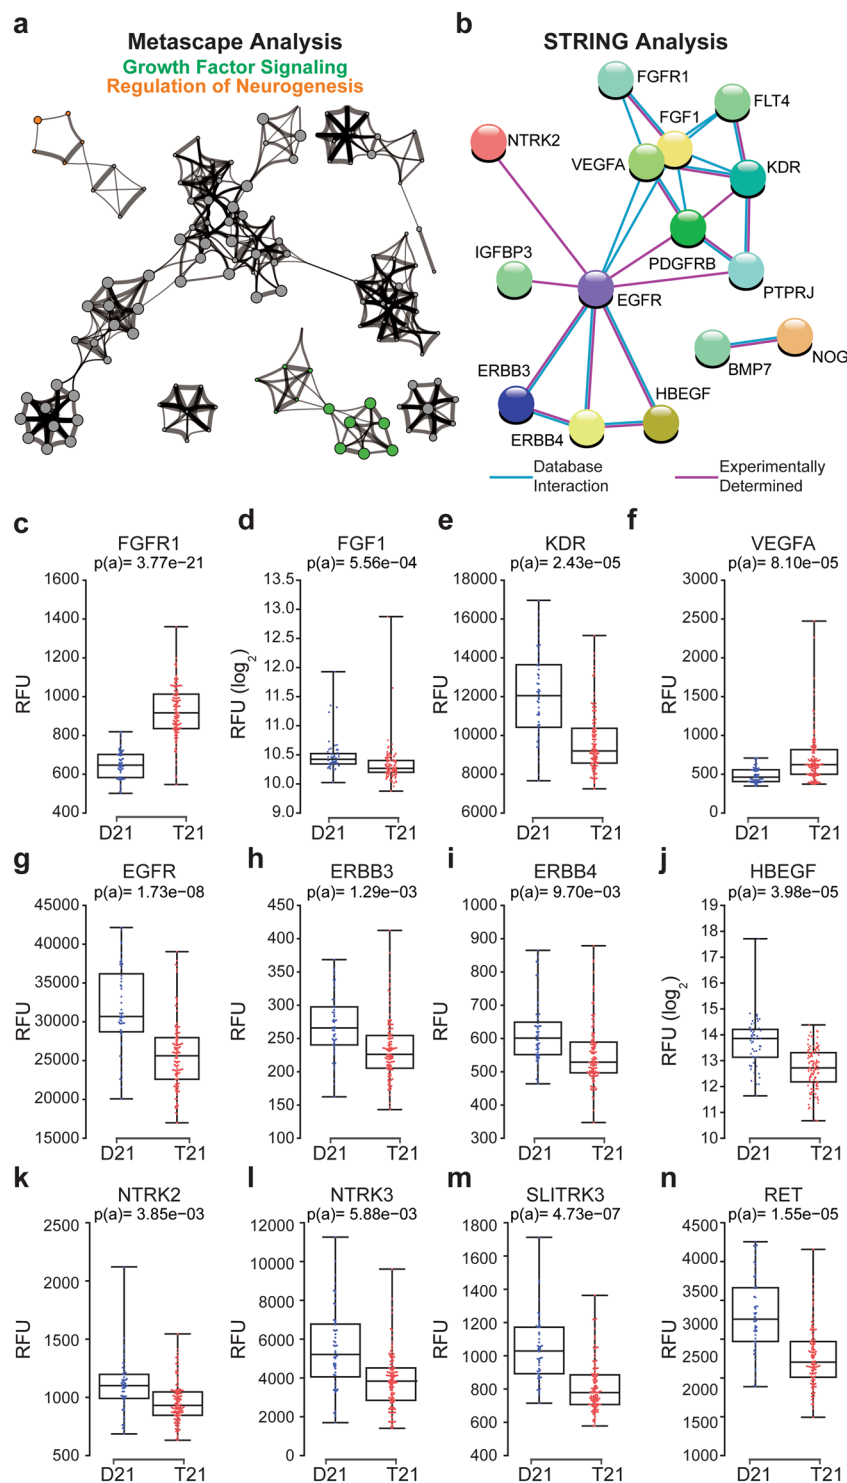 a
Metascape Analysis
Growth Factor Signaling
Regulation of Neurogenesis
b
STRING Analysis
FGFR1
FLT4
FGF1
NTRK2
VEGFA
KDR
IGFBP3
PDGFRB
EGFR
PTPRJ
BMP7
NOG
ERBB3
HBEGF
ERBB4
Database
Interaction
Experimentally
Determined
c
FGFR1
p(a)= 3.77e−21
RFU
1600
1400
1200
1000
800
600
400
D21 T21
d
FGF1
p(a)= 5.56e−04
RFU (log2)
13.5
13.0
12.5
12.0
11.5
11.0
10.5
10.0
9.0
D21 T21
e
KDR
p(a)= 2.43e−05
RFU
18000
16000
14000
12000
10000
8000
6000
D21 T21
f
VEGFA
p(a)= 8.10e−05
RFU
3000
2500
2000
1500
1000
500
0
D21 T21
g
EGFR
p(a)= 1.73e−08
RFU
45000
40000
35000
30000
25000
20000
15000
D21 T21
h
ERBB3
p(a)= 1.29e−03
RFU
450
400
350
300
250
200
150
100
D21 T21
i
ERBB4
p(a)= 9.70e−03
RFU
1000
900
800
700
600
500
400
300
D21 T21
j
HBEGF
p(a)= 3.98e−05
RFU (log2)
19
18
17
16
15
14
13
12
13
10
D21 T21
k
NTRK2
p(a)= 3.85e−03
RFU
2500
2000
1500
1000
500
D21 T21
l
NTRK3
p(a)= 5.88e−03
RFU
12000
10000
8000
6000
4000
2000
0
D21 T21
m
SLITRK3
p(a)= 4.73e−07
RFU
1800
1600
1400
1200
1000
800
600
400
D21 T21
n
RET
p(a)= 1.55e−05
RFU
4500
4000
3500
3000
2500
2000
1500
1000
D21 T21